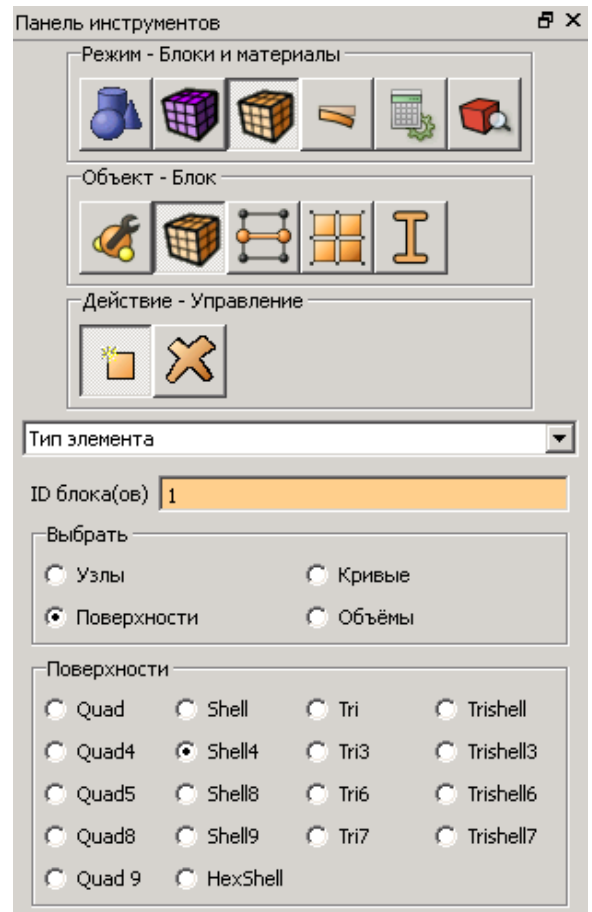 Панель инструментов
Режим - Блоки и материалы
Объект - Блок
Действие - Управление
Тип элемента
ID блока(ов) 1
Выбрать
Узлы Кривые
Поверхности Объёмы
Поверхности
Quad Shell Tri Trishell
Quad4 Shell4 Tri3 Trishell3
Quad5 Shell8 Tri6 Trishell6
Quad8 Shell9 Tri7 Trishell7
Quad 9 HexShell